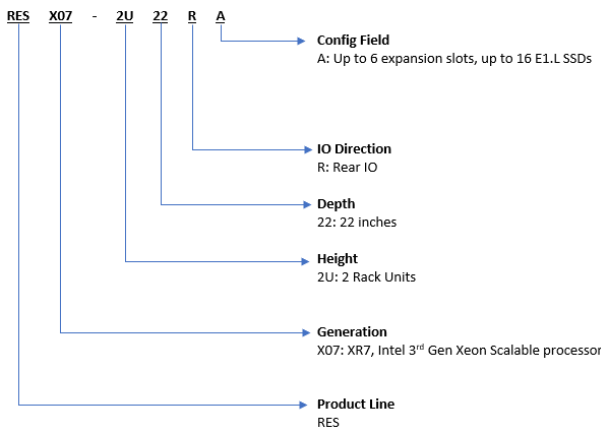 RES X07 - 2U 22 R A
Config Field
A: Up to 6 expansion slots, up to 16 E1.L SSDs
IO Direction
R: Rear IO
Depth
22: 22 inches
Height
2U: 2 Rack Units
Generation
X07: XR7, Intel 3rd Gen Xeon Scalable processor
Product Line
RES